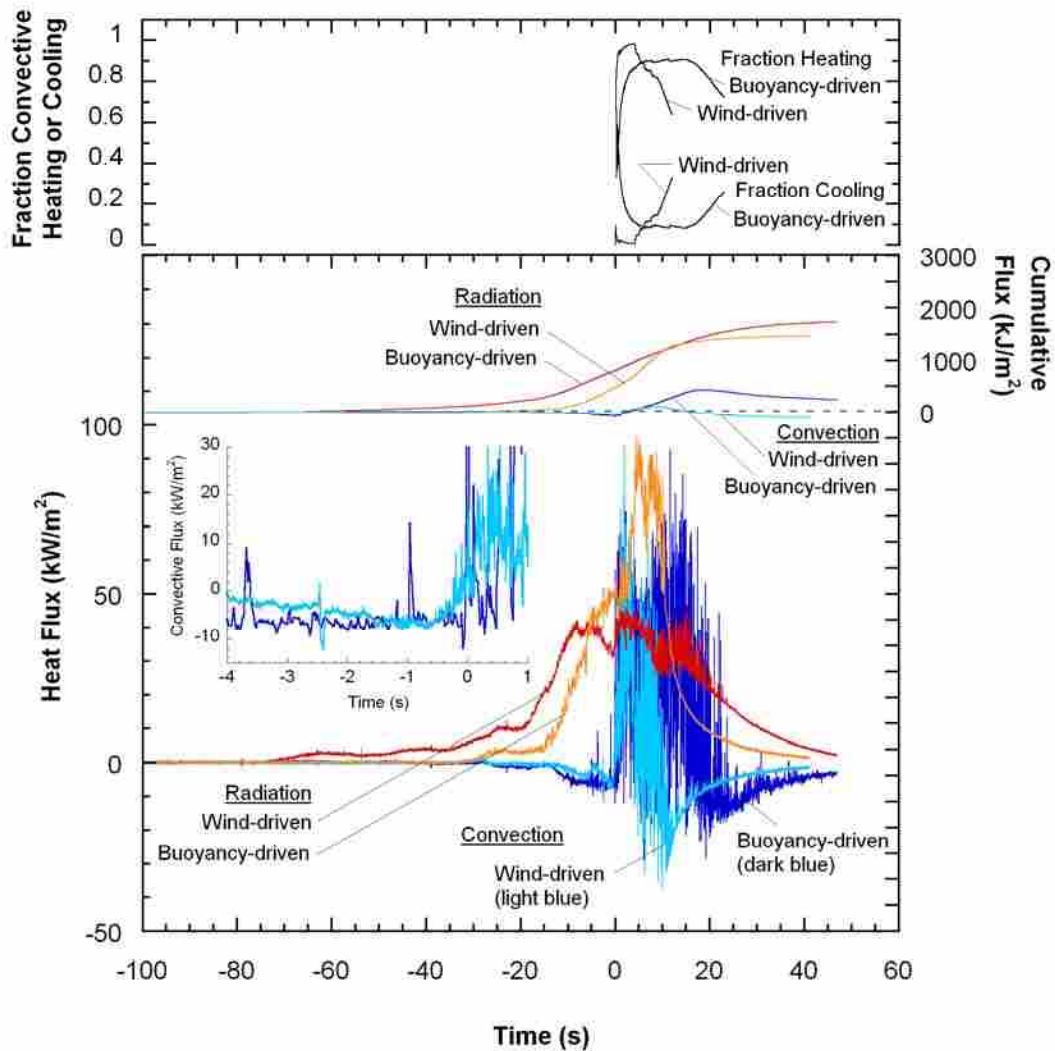 Fraction Convective
Heating or Cooling
1
0.8
0.6
0.4
0.2
0
Fraction Heating
Buoyancy-driven
Wind-driven
Wind-driven
Fraction Cooling
Buoyancy-driven
3000
2000
1000
0
Cumulative
Flux (kJ/m²)
Radiation
Wind-driven
Buoyancy-driven
Convection
Wind-driven
Buoyancy-driven
Heat Flux (kW/m²)
100
50
0
-50
Convective Flux (kW/m²)
30
20
10
0
-10
-4
-3
-2
-1
0
1
Time (s)
Radiation
Wind-driven
Buoyancy-driven
Convection
Wind-driven
(light blue)
Buoyancy-driven
(dark blue)
-100
-80
-60
-40
-20
0
20
40
60
Time (s)